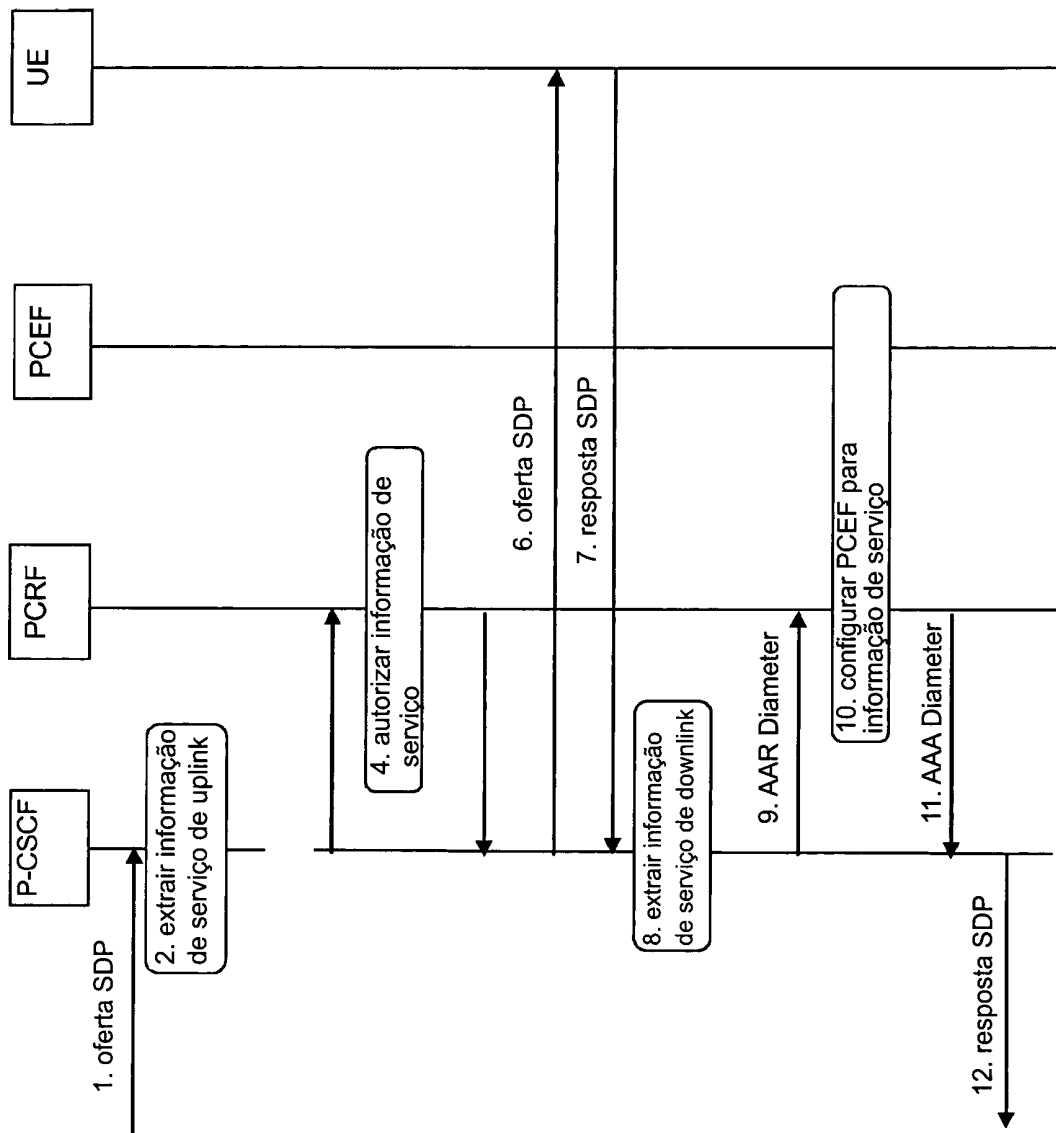 P-CSCF
PCRF
PCEF
UE
1. oferta SDP
2. extrair informação
de serviço de uplink
4. autorizar informação de
serviço
6. oferta SDP
7. resposta SDP
8. extrair informação
de serviço de downlink
9. AAR Diameter
10. configurar PCEF para
informação de serviço
11. AAA Diameter
12. resposta SDP